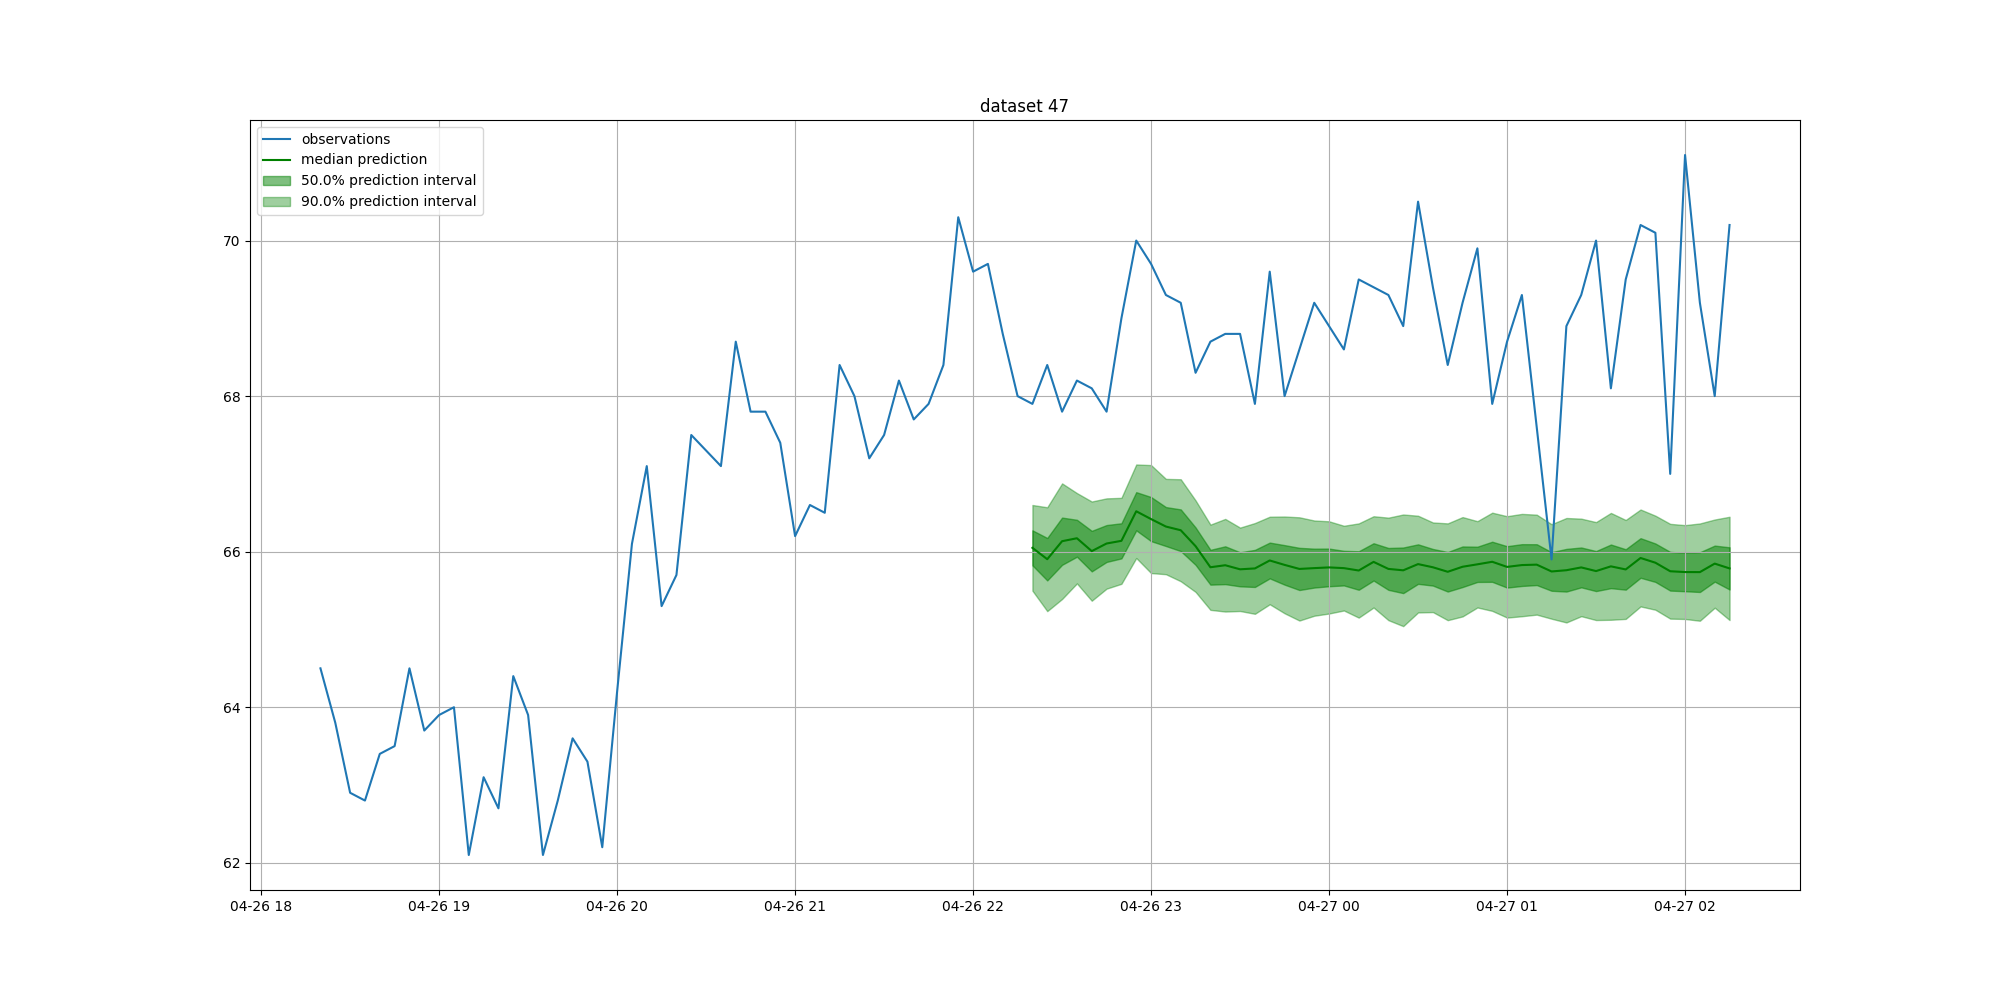 dataset 47
observations
median prediction
50.0% prediction interval
90.0% prediction interval
70
68
66
64
62
04-26 18
04-26 19
04-26 20
04-26 21
04-26 22
04-26 23
04-27 00
04-27 01
04-27 02